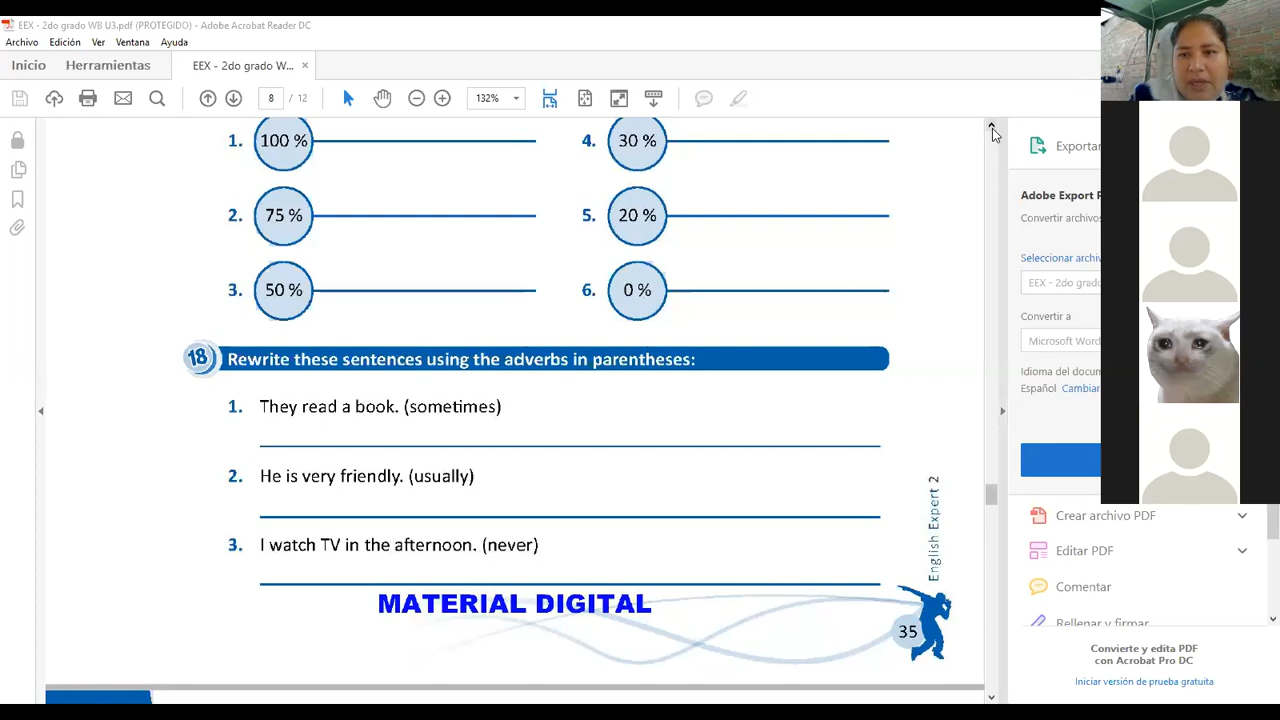 EEX - 2do grado WB U3.pdf (PROTEGIDO) - Adobe Acrobat Reader DC
Archivo Edición Ver Ventana Ayuda
Inicio Herramientas EEX - 2do grado W... ×
8 / 12 132%
1. 100 % 4. 30 %
2. 75 % 5. 20 %
3. 50 % 6. 0 %
18 Rewrite these sentences using the adverbs in parentheses:
1. They read a book. (sometimes)
2. He is very friendly. (usually)
3. I watch TV in the afternoon. (never)
MATERIAL DIGITAL
English Expert 2
35
Exportar
Adobe Export P
Convertir archivos
Seleccionar archiv
EEX - 2do grado
Convertir a
Microsoft Word
Idioma del docum
Español Cambiar
Crear archivo PDF
Editar PDF
Comentar
Rellenar y firmar
Convierte y edita PDF
con Acrobat Pro DC
Iniciar versión de prueba gratuita